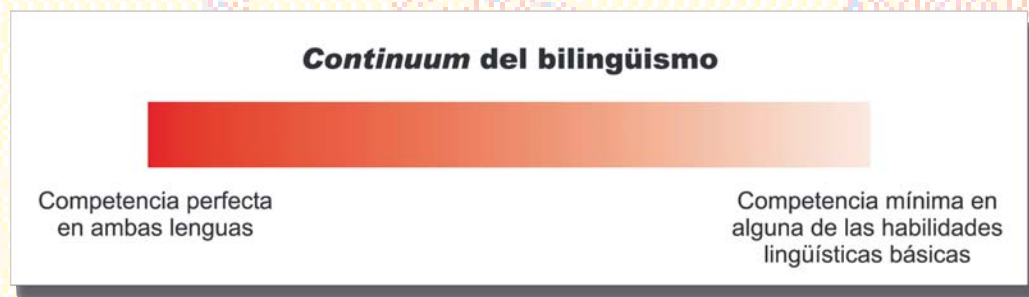 Continuum del bilingüismo
Competencia perfecta
en ambas lenguas
Competencia mínima en
alguna de las habilidades
lingüísticas básicas